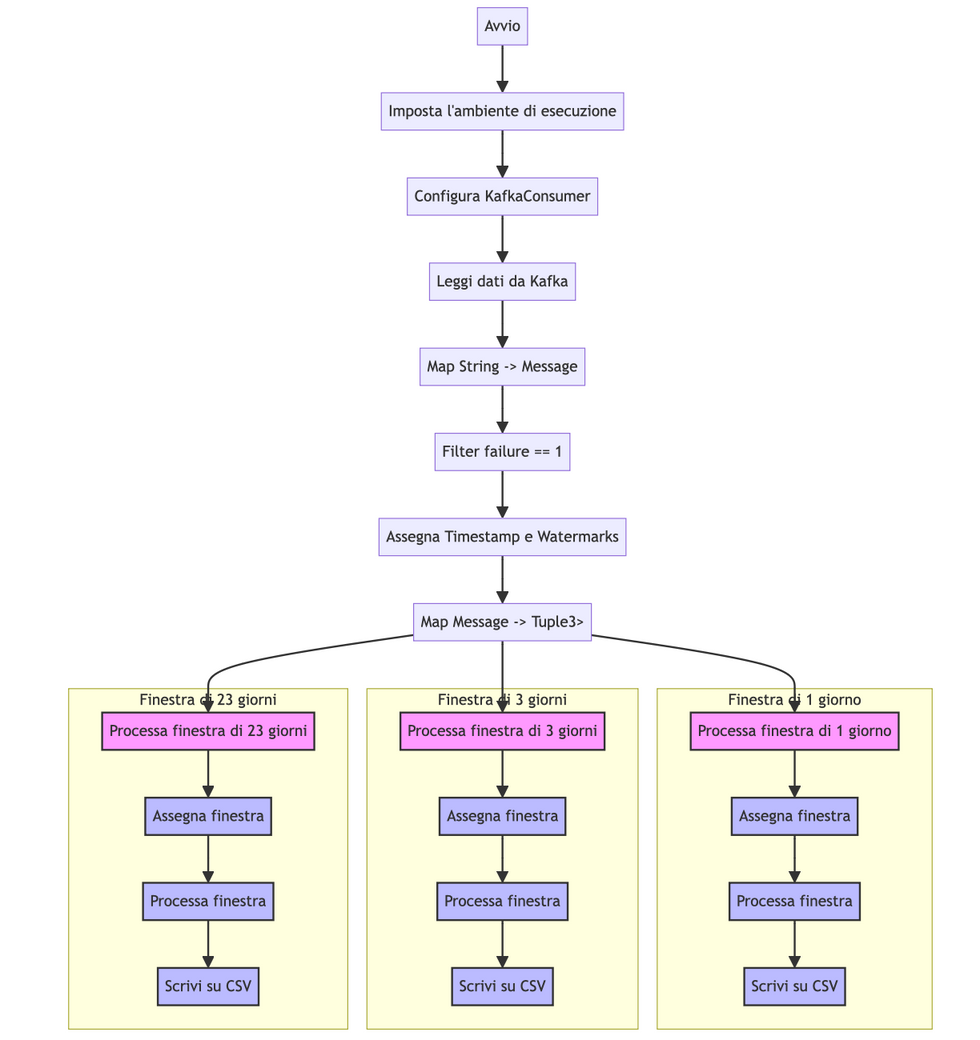 Avvio
Imposta l'ambiente di esecuzione
Configura KafkaConsumer
Leggi dati da Kafka
Map String -> Message
Filter failure == 1
Assegna Timestamp e Watermarks
Map Message -> Tuple3>
Finestra di 23 giorni
Processa finestra di 23 giorni
Assegna finestra
Processa finestra
Scrivi su CSV
Finestra di 3 giorni
Processa finestra di 3 giorni
Assegna finestra
Processa finestra
Scrivi su CSV
Finestra di 1 giorno
Processa finestra di 1 giorno
Assegna finestra
Processa finestra
Scrivi su CSV